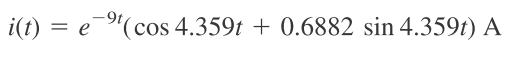 i(t) = e^{-9t}(cos 4.359t + 0.6882 sin 4.359t) A